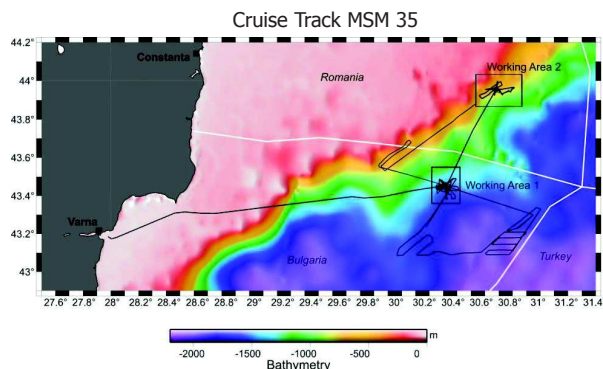 Cruise Track MSM 35
44.2°
44°
43.8°
43.6°
43.4°
43.2°
43°
Constanta
Romania
Working Area 2
Working Area 1
Varna
Bulgaria
Turkey
27.6° 27.8° 28° 28.2° 28.4° 28.6° 28.8° 29° 29.2° 29.4° 29.6° 29.8° 30° 30.2° 30.4° 30.6° 30.8° 31° 31.2° 31.4
m
-2000 -1500 -1000 -500 0
Bathymetry